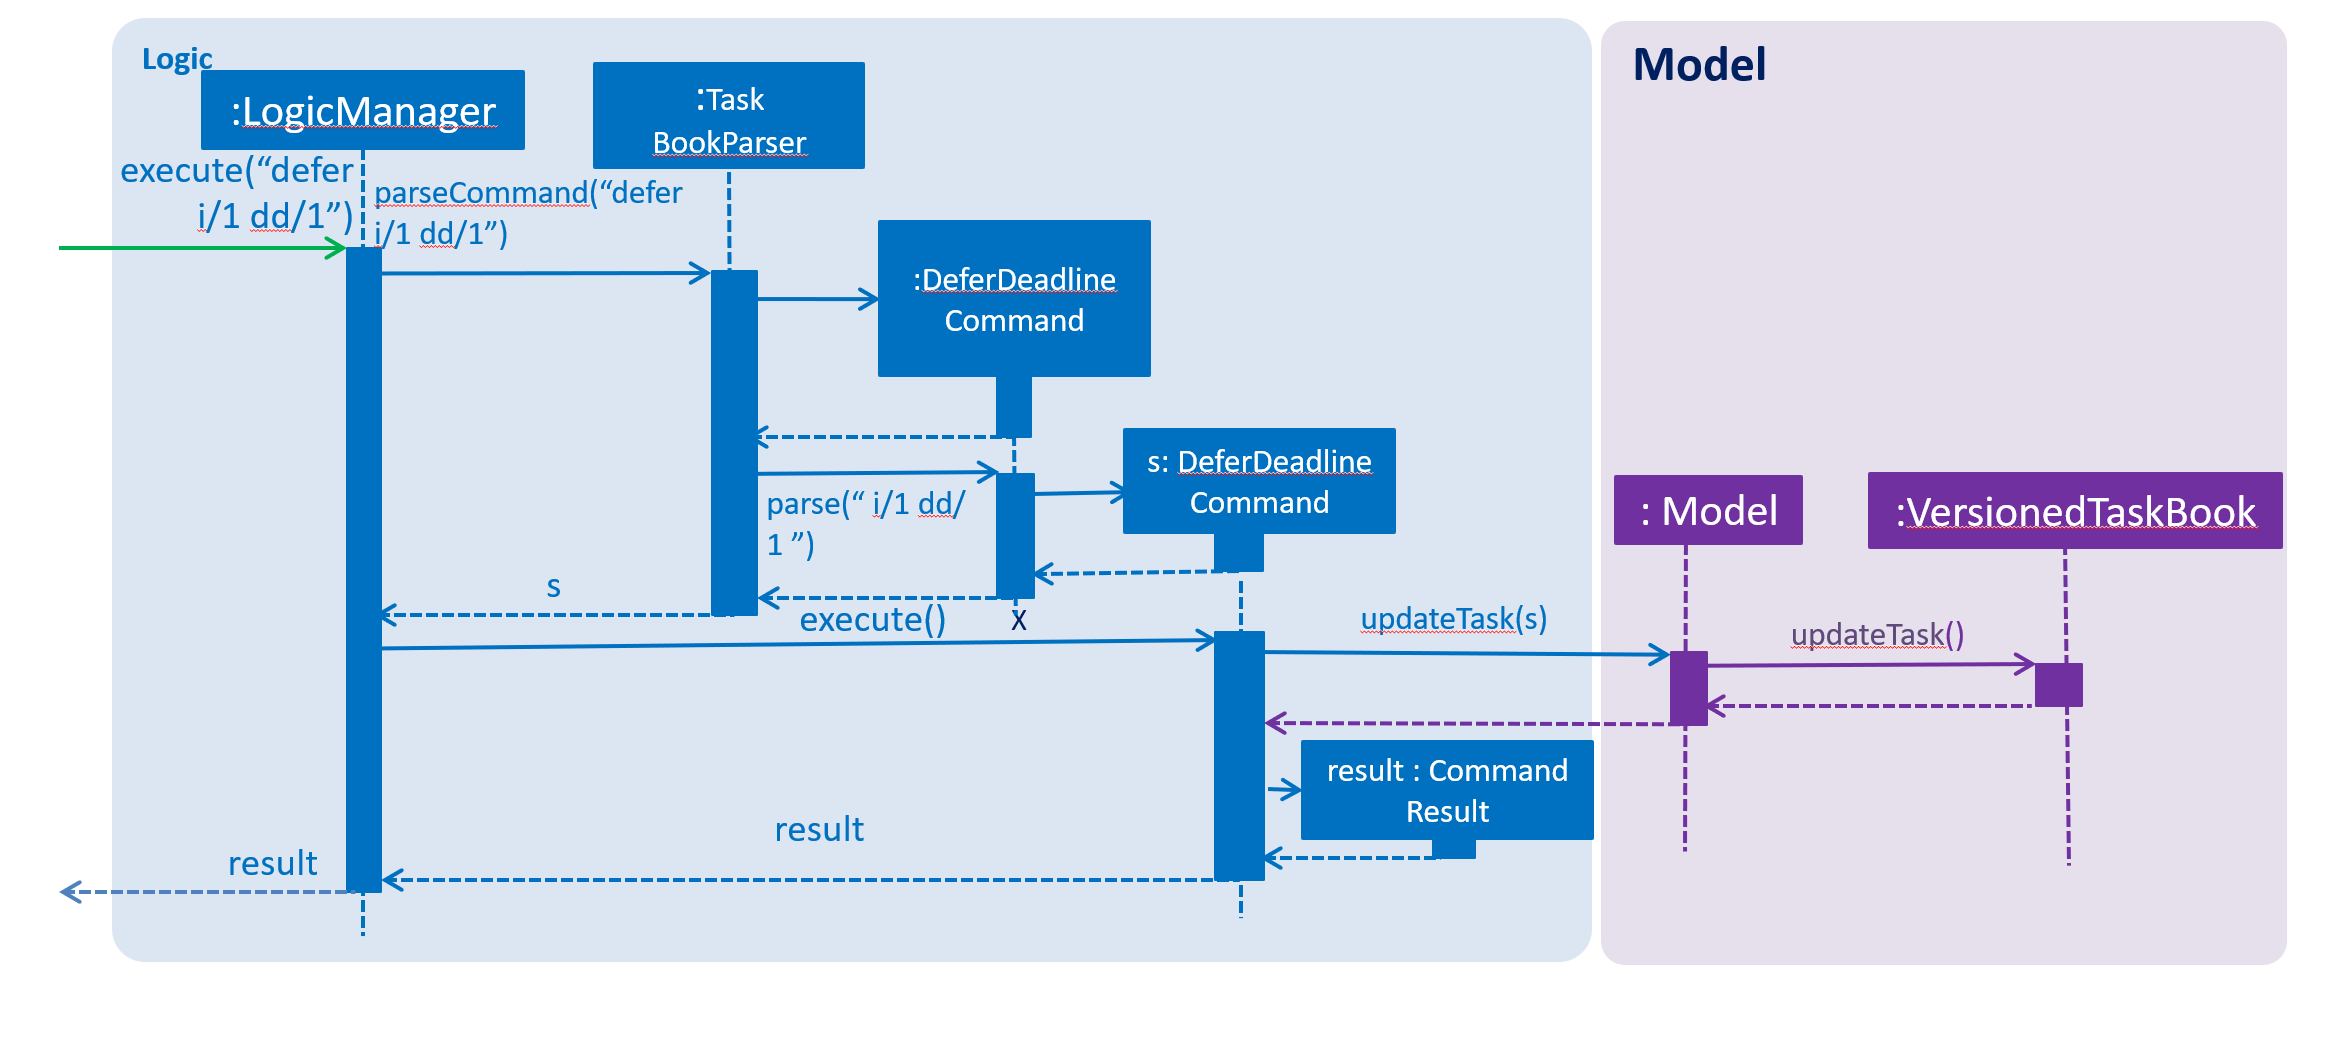 Logic
Model
:LogicManager
:Task
BookParser
execute(“defer
i/1 dd/1”)
parseCommand(“defer
i/1 dd/1”)
:DeferDeadline
Command
s: DeferDeadline
Command
: Model
:VersionedTaskBook
parse(“ i/1 dd/
1 ”)
s
execute()
X
updateTask(s)
updateTask()
result : Command
Result
result
result